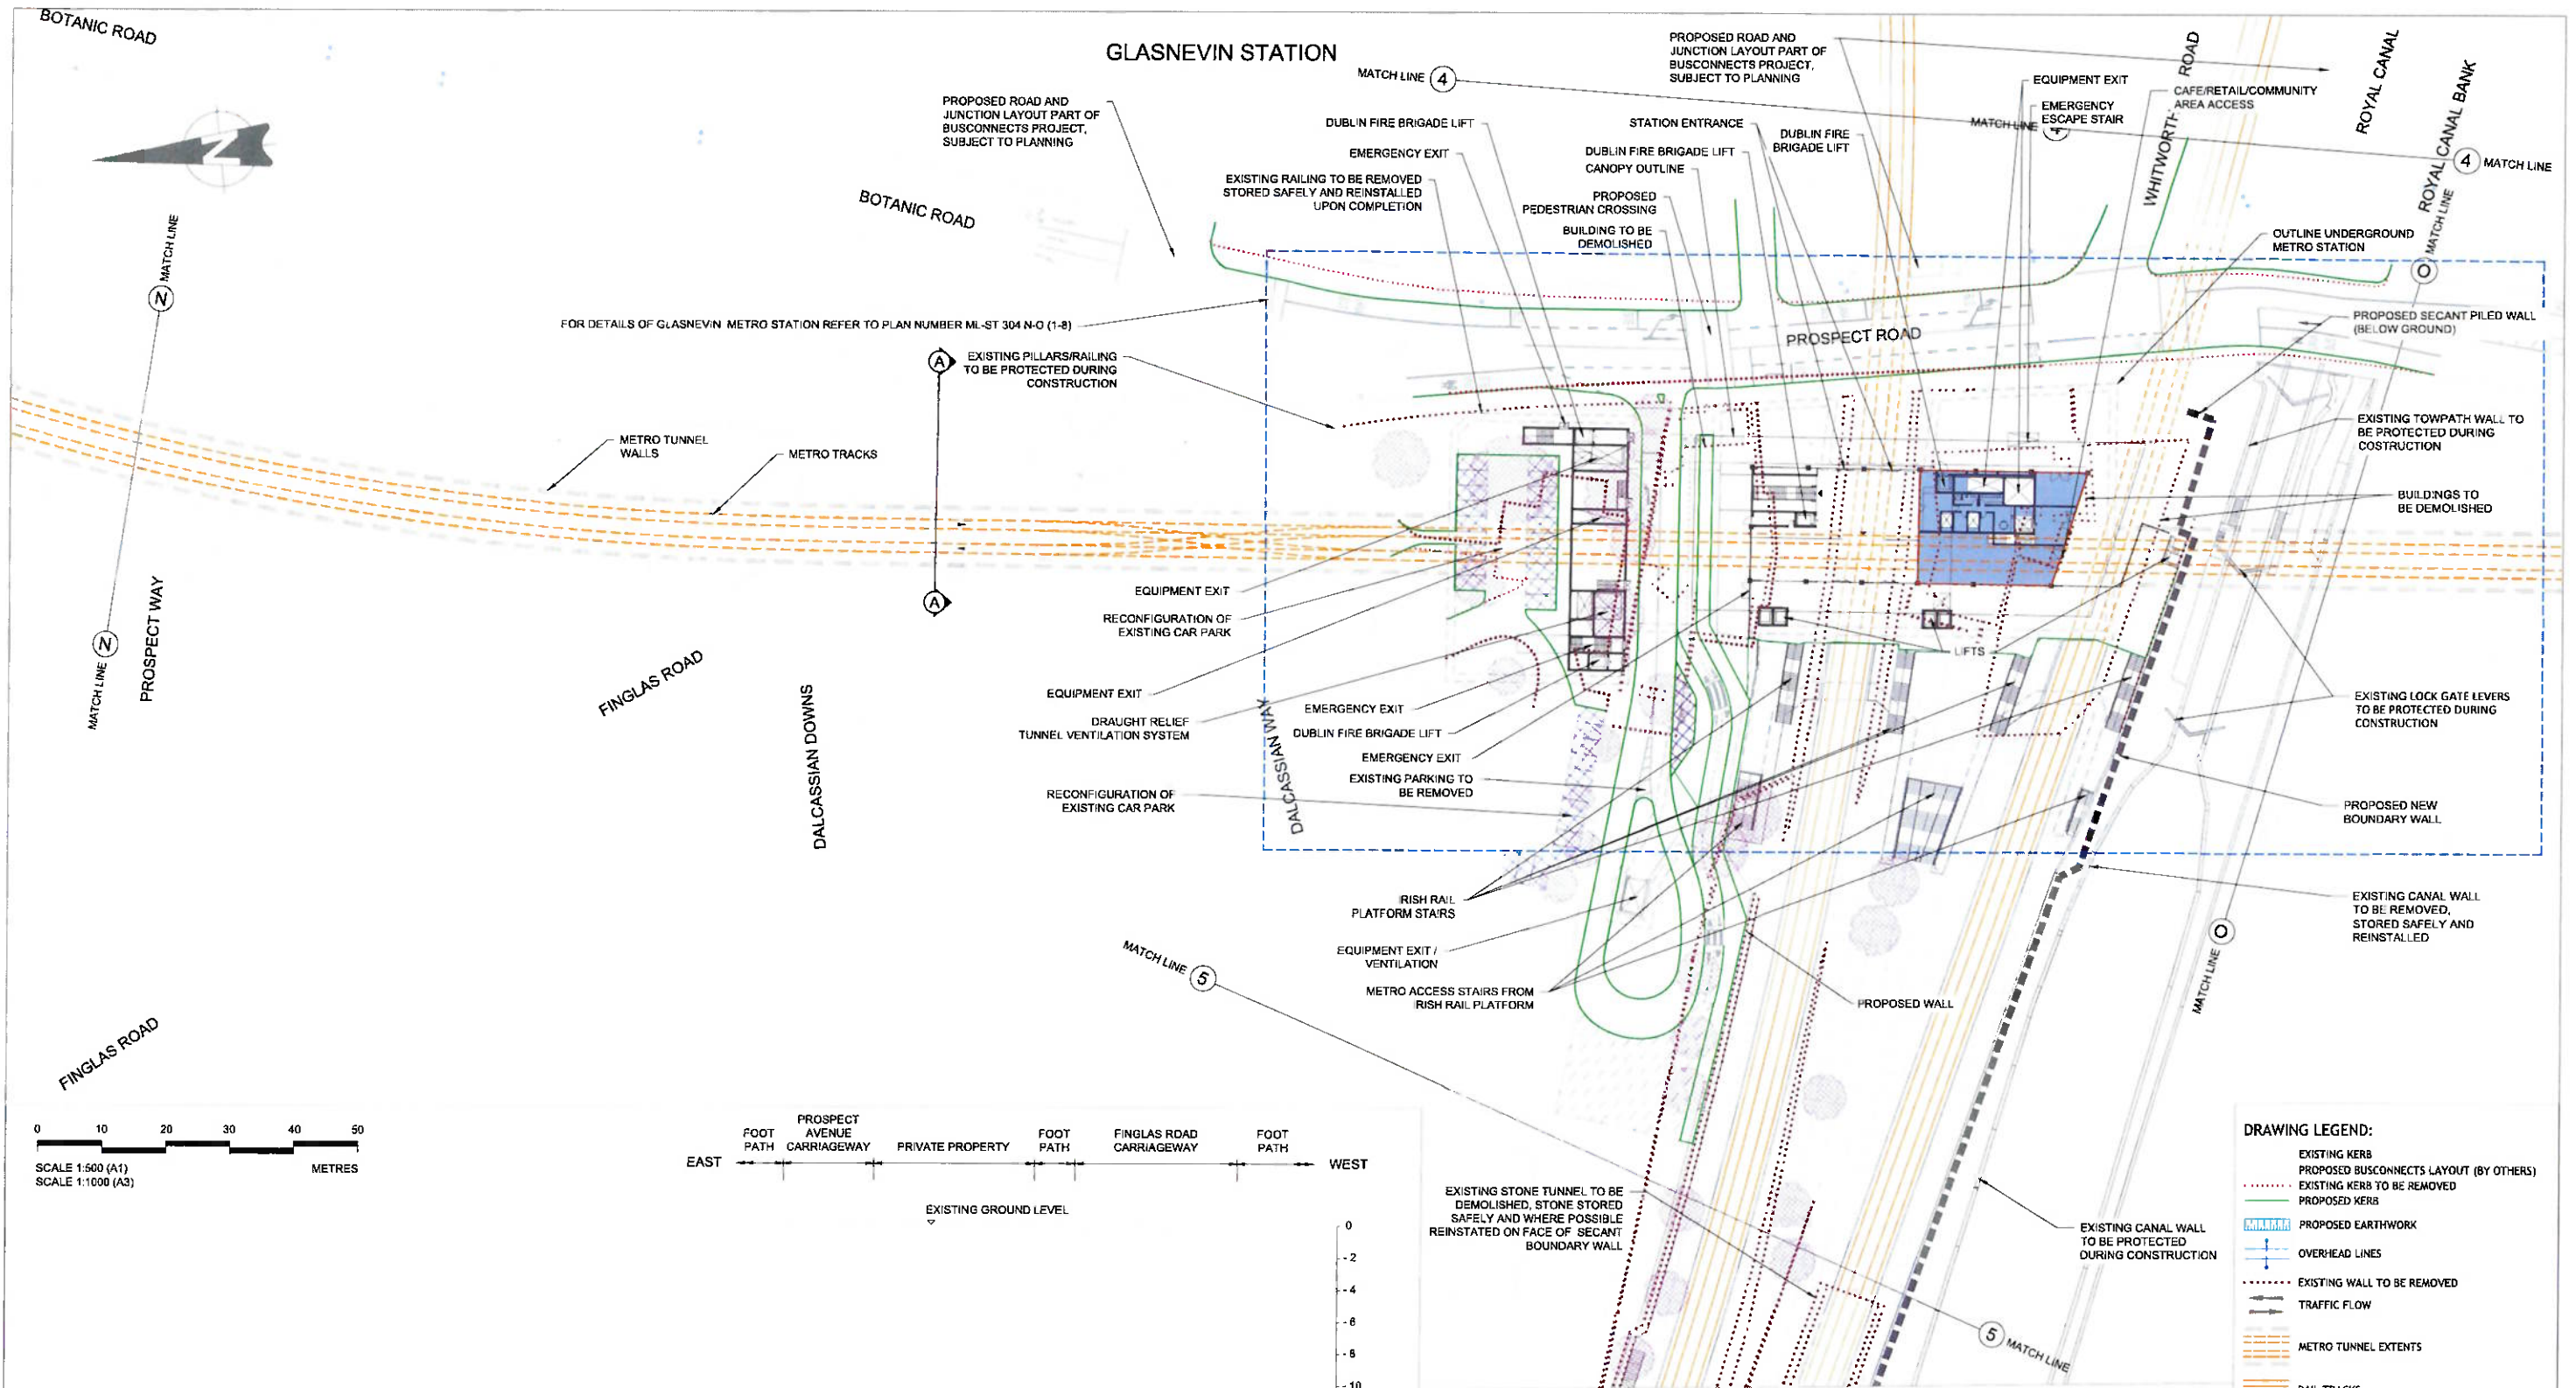 BOTANIC ROAD
GLASNEVIN STATION
MATCH LINE 4
PROPOSED ROAD AND
JUNCTION LAYOUT PART OF
BUSCONNECTS PROJECT,
SUBJECT TO PLANNING
WHITWORTH ROAD
ROYAL CANAL
ROYAL CANAL BANK
EQUIPMENT EXIT
CAFE/RETAIL/COMMUNITY
AREA ACCESS
EMERGENCY
ESCAPE STAIR
MATCH LINE 4
4 MATCH LINE
PROPOSED ROAD AND
JUNCTION LAYOUT PART OF
BUSCONNECTS PROJECT,
SUBJECT TO PLANNING
DUBLIN FIRE BRIGADE LIFT
EMERGENCY EXIT
EXISTING RAILING TO BE REMOVED
STORED SAFELY AND REINSTALLED
UPON COMPLETION
STATION ENTRANCE
DUBLIN FIRE
BRIGADE LIFT
DUBLIN FIRE BRIGADE LIFT
CANOPY OUTLINE
PROPOSED
PEDESTRIAN CROSSING
BUILDING TO BE
DEMOLISHED
Z
BOTANIC ROAD
N MATCH LINE
O MATCH LINE
OUTLINE UNDERGROUND
METRO STATION
PROPOSED SECANT PILED WALL
(BELOW GROUND)
FOR DETAILS OF GLASNEVIN METRO STATION REFER TO PLAN NUMBER ML-ST 304 N-O (1-8)
PROSPECT ROAD
A
EXISTING PILLARS/RAILING
TO BE PROTECTED DURING
CONSTRUCTION
METRO TUNNEL
WALLS
METRO TRACKS
EXISTING TOWPATH WALL TO
BE PROTECTED DURING
COSTRUCTION
BUILDINGS TO
BE DEMOLISHED
A
EQUIPMENT EXIT
RECONFIGURATION OF
EXISTING CAR PARK
MATCH LINE N
PROSPECT WAY
FINGLAS ROAD
DALCASSIAN DOWNS
EQUIPMENT EXIT
DRAUGHT RELIEF
TUNNEL VENTILATION SYSTEM
DALCASSIAN WAY
EMERGENCY EXIT
DUBLIN FIRE BRIGADE LIFT
EMERGENCY EXIT
EXISTING PARKING TO
BE REMOVED
LIFTS
EXISTING LOCK GATE LEVERS
TO BE PROTECTED DURING
CONSTRUCTION
RECONFIGURATION OF
EXISTING CAR PARK
PROPOSED NEW
BOUNDARY WALL
IRISH RAIL
PLATFORM STAIRS
EXISTING CANAL WALL
TO BE REMOVED,
STORED SAFELY AND
REINSTALLED
EQUIPMENT EXIT /
VENTILATION
METRO ACCESS STAIRS FROM
IRISH RAIL PLATFORM
PROPOSED WALL
MATCH LINE 5
MATCH LINE O
FINGLAS ROAD
0 10 20 30 40 50
SCALE 1:500 (A1) METRES
SCALE 1:1000 (A3)
EAST
FOOT
PATH
PROSPECT
AVENUE
CARRIAGEWAY
PRIVATE PROPERTY
FOOT
PATH
FINGLAS ROAD
CARRIAGEWAY
FOOT
PATH
WEST
EXISTING GROUND LEVEL
0
-2
-4
-6
-8
-10
EXISTING STONE TUNNEL TO BE
DEMOLISHED, STONE STORED
SAFELY AND WHERE POSSIBLE
REINSTATED ON FACE OF SECANT
BOUNDARY WALL
EXISTING CANAL WALL
TO BE PROTECTED
DURING CONSTRUCTION
5 MATCH LINE
DRAWING LEGEND:
EXISTING KERB
PROPOSED BUSCONNECTS LAYOUT (BY OTHERS)
EXISTING KERB TO BE REMOVED
PROPOSED KERB
PROPOSED EARTHWORK
OVERHEAD LINES
EXISTING WALL TO BE REMOVED
TRAFFIC FLOW
METRO TUNNEL EXTENTS
RAIL TRACKS